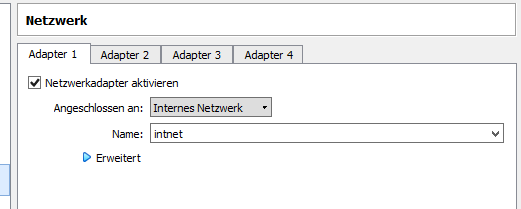 Netzwerk
Adapter 1 Adapter 2 Adapter 3 Adapter 4
Netzwerkadapter aktivieren
Angeschlossen an: Internes Netzwerk
Name: intnet
Erweitert